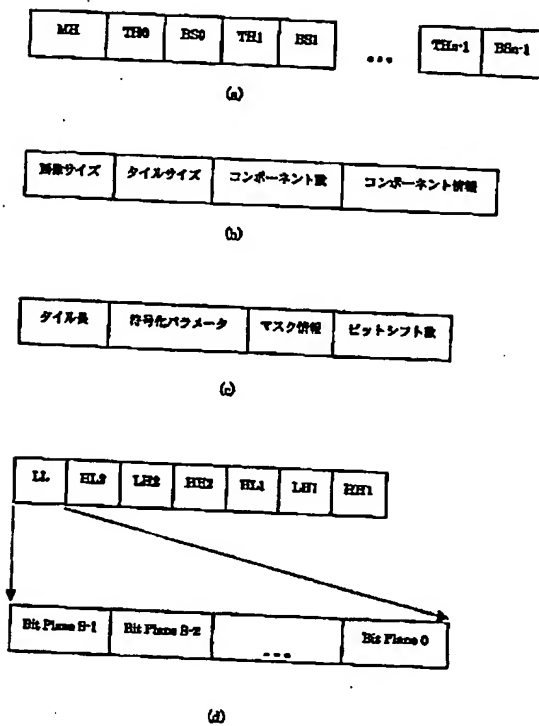 MH TH0 BS0 TH1 BS1 ... THn-1 BSn-1
(a)
画像サイズ タイルサイズ コンポーネント数 コンポーネント情報
(b)
タイル長 符号化パラメータ マスク情報 ビットシフト数
(c)
LL HL2 LH2 HH2 HL1 LH1 HH1
Bit Plane S-1 Bit Plane S-2 ... Bit Plane 0
(d)